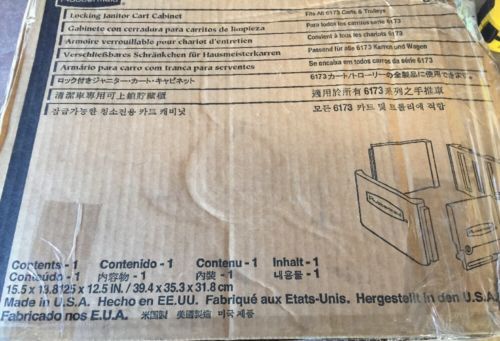 Locking Janitor Cart Cabinet
Fits All 6173 Carts & Trolleys
Gabinete con cerradura para carritos de limpieza
Para todos los carritos serie 6173
Armoire verrouillable pour chariot d'entretien
Convient à tous les chariots 6173
Verschließbares Schränkchen für Hausmeisterkarren
Passend für alle 6173 Karren und Wagen
Armário para carro com tranca para serventes
Se encaixa em todos os carros da série 6173
ロック付きジャニター・カート・キャビネット
6173カート/トローリーの全製品に使用できます.
清潔車專用可上鎖貯藏櫃
適用於所有 6173 系列之手推車
잠금가능한 청소전용 카트 캐비닛
모든 6173 카트 및 트롤리에 적합
Rubbermaid
Contents - 1 Contenido - 1 Contenu - 1 Inhalt - 1
Conteúdo - 1 内容物 - 1 內裝 - 1 내용물 - 1
15.5 x 13.8125 x 12.5 IN. / 39.4 x 35.3 x 31.8 cm
Made in U.S.A. Hecho en EE.UU. Fabriqué aux Etats-Unis. Hergestellt in den U.S.A.
Fabricado nos E.U.A. 米国製 美國製造 미국 제품